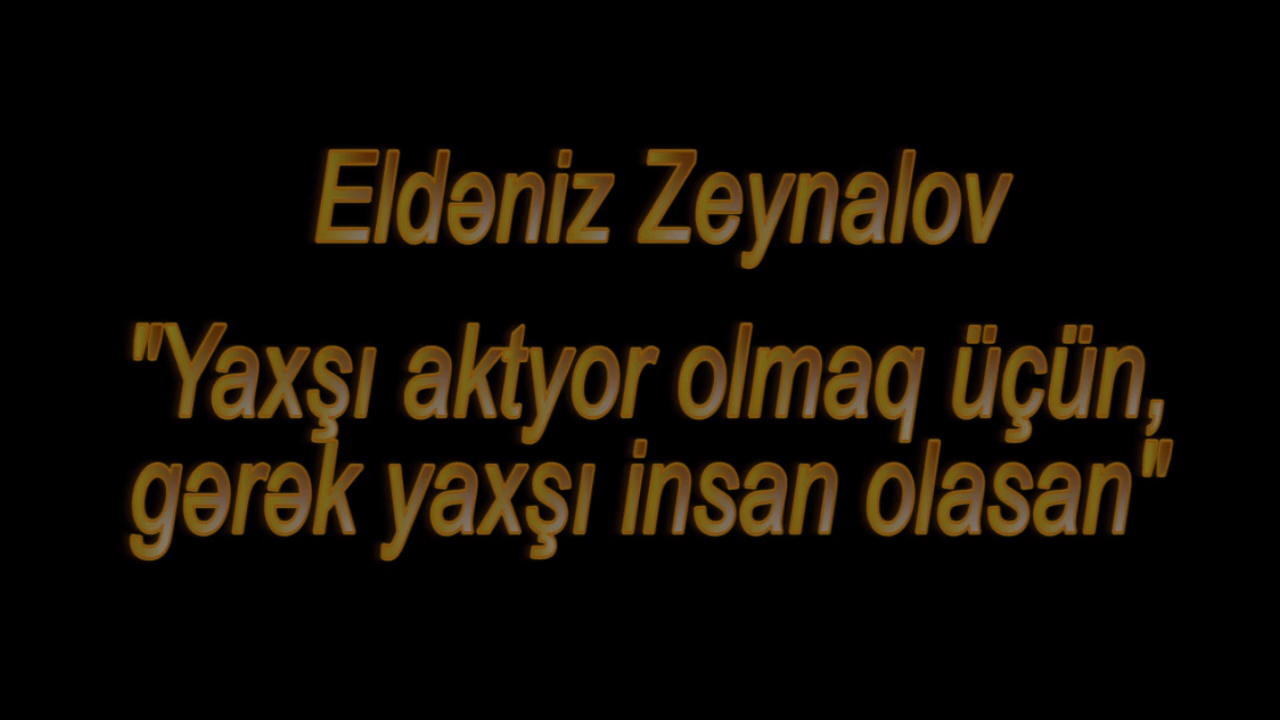 Eldəniz Zeynalov
"Yaxşı aktyor olmaq üçün,
gərək yaxşı insan olasan"